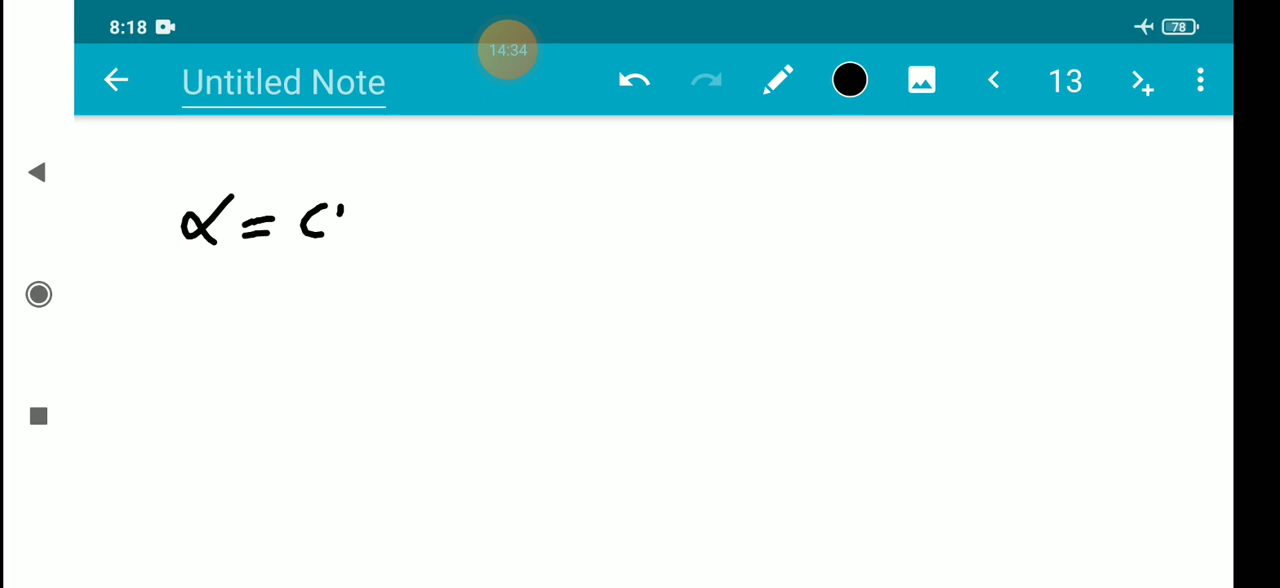 8:18 78
14:34
Untitled Note 13
α = c'